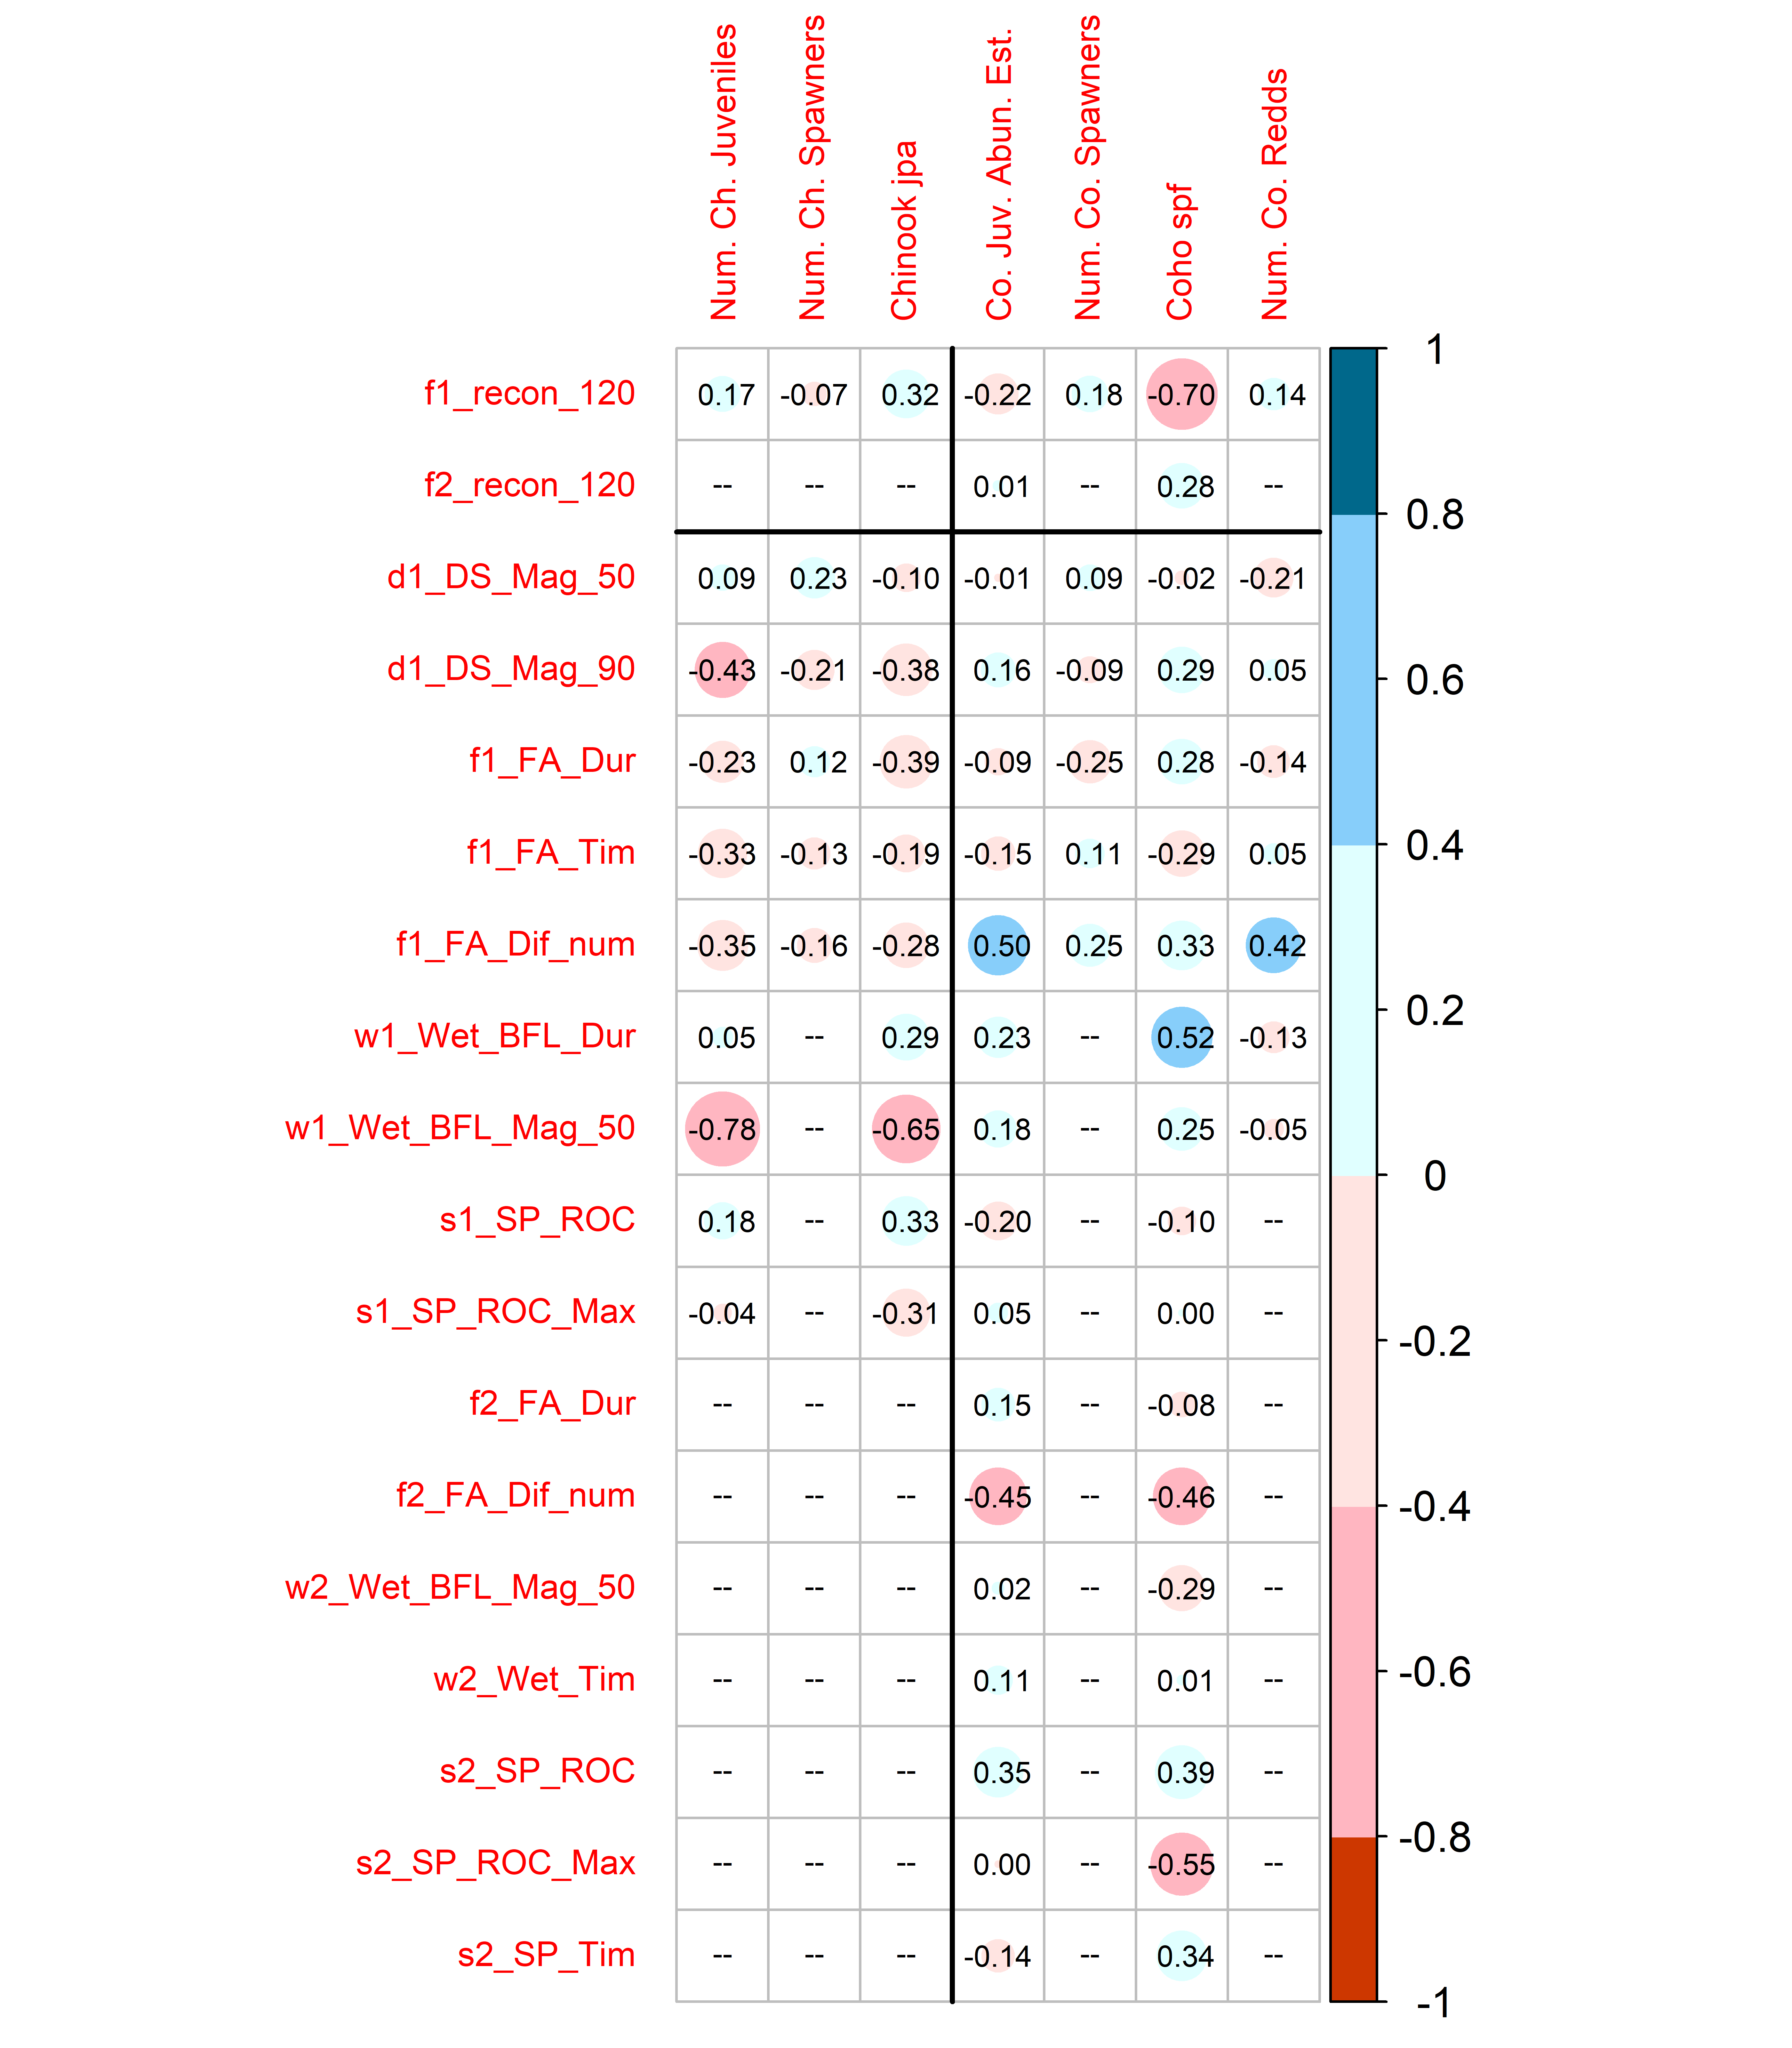 Num. Ch. Juveniles
Num. Ch. Spawners
Chinook jpa
Co. Juv. Abun. Est.
Num. Co. Spawners
Coho spf
Num. Co. Redds
f1_recon_120 0.17 -0.07 0.32 -0.22 0.18 -0.70 0.14
f2_recon_120 -- -- -- 0.01 -- 0.28 --
d1_DS_Mag_50 0.09 0.23 -0.10 -0.01 0.09 -0.02 -0.21
d1_DS_Mag_90 -0.43 -0.21 -0.38 0.16 -0.09 0.29 0.05
f1_FA_Dur -0.23 0.12 -0.39 -0.09 -0.25 0.28 -0.14
f1_FA_Tim -0.33 -0.13 -0.19 -0.15 0.11 -0.29 0.05
f1_FA_Dif_num -0.35 -0.16 -0.28 0.50 0.25 0.33 0.42
w1_Wet_BFL_Dur 0.05 -- 0.29 0.23 -- 0.52 -0.13
w1_Wet_BFL_Mag_50 -0.78 -- -0.65 0.18 -- 0.25 -0.05
s1_SP_ROC 0.18 -- 0.33 -0.20 -- -0.10 --
s1_SP_ROC_Max -0.04 -- -0.31 0.05 -- 0.00 --
f2_FA_Dur -- -- -- 0.15 -- -0.08 --
f2_FA_Dif_num -- -- -- -0.45 -- -0.46 --
w2_Wet_BFL_Mag_50 -- -- -- 0.02 -- -0.29 --
w2_Wet_Tim -- -- -- 0.11 -- 0.01 --
s2_SP_ROC -- -- -- 0.35 -- 0.39 --
s2_SP_ROC_Max -- -- -- 0.00 -- -0.55 --
s2_SP_Tim -- -- -- -0.14 -- 0.34 --
1
0.8
0.6
0.4
0.2
0
-0.2
-0.4
-0.6
-0.8
-1